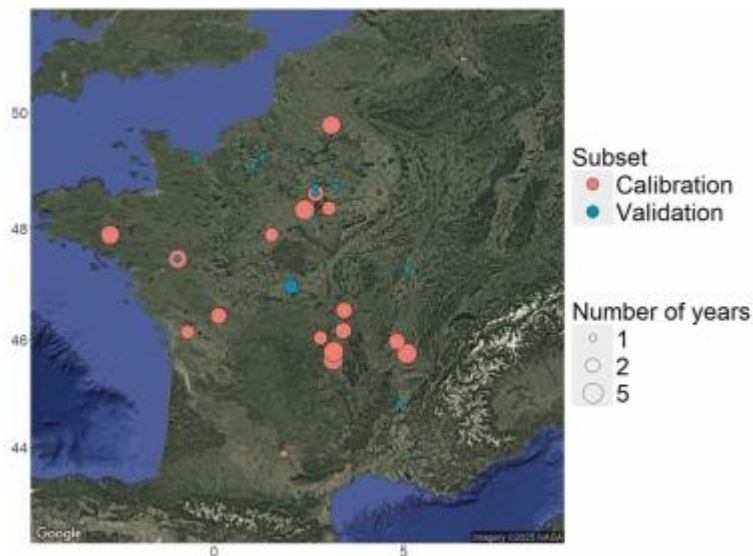 50
48
46
44
0
5
Google
Imagery ©2025 NASA
Subset
Calibration
Validation
Number of years
1
2
5